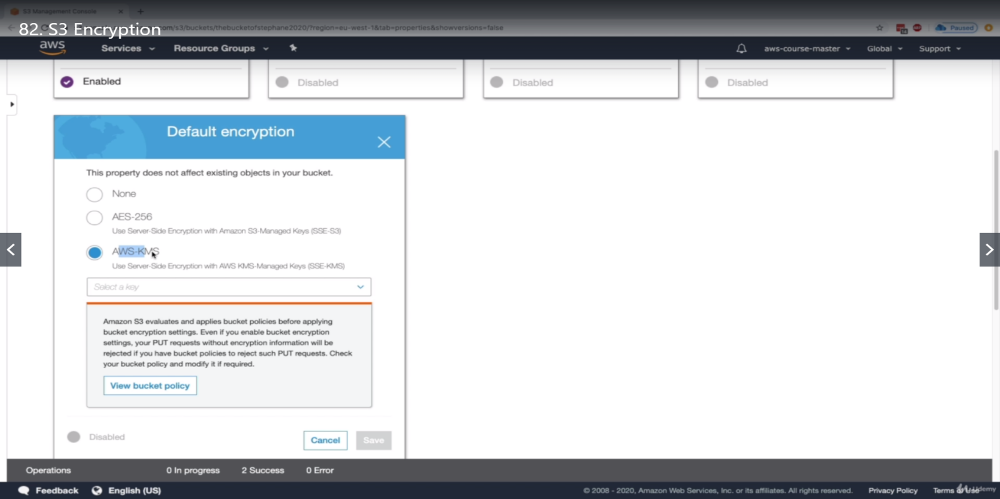 S3 Management Console
82. S3 Encryption
com/s3/buckets/thebucketofstephane2020/?region=eu-west-1&tab=properties&showversions=false
Paused
aws
Services
Resource Groups
aws-course-master
Global
Support
Enabled
Disabled
Disabled
Disabled
Default encryption
This property does not affect existing objects in your bucket.
None
AES-256
Use Server-Side Encryption with Amazon S3-Managed Keys (SSE-S3)
AWS-KMS
Use Server-Side Encryption with AWS KMS-Managed Keys (SSE-KMS)
Select a key
Amazon S3 evaluates and applies bucket policies before applying
bucket encryption settings. Even if you enable bucket encryption
settings, your PUT requests without encryption information will be
rejected if you have bucket policies to reject such PUT requests. Check
your bucket policy and modify it if required.
View bucket policy
Disabled
Cancel
Save
Operations
0 In progress
2 Success
0 Error
Feedback
English (US)
© 2008 - 2020, Amazon Web Services, Inc. or its affiliates. All rights reserved.
Privacy Policy
Terms of Use
Udemy